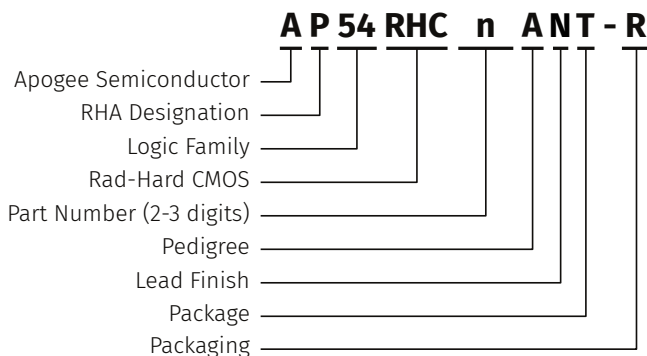 A P 54 RHC n A N T - R
Apogee Semiconductor
RHA Designation
Logic Family
Rad-Hard CMOS
Part Number (2-3 digits)
Pedigree
Lead Finish
Package
Packaging